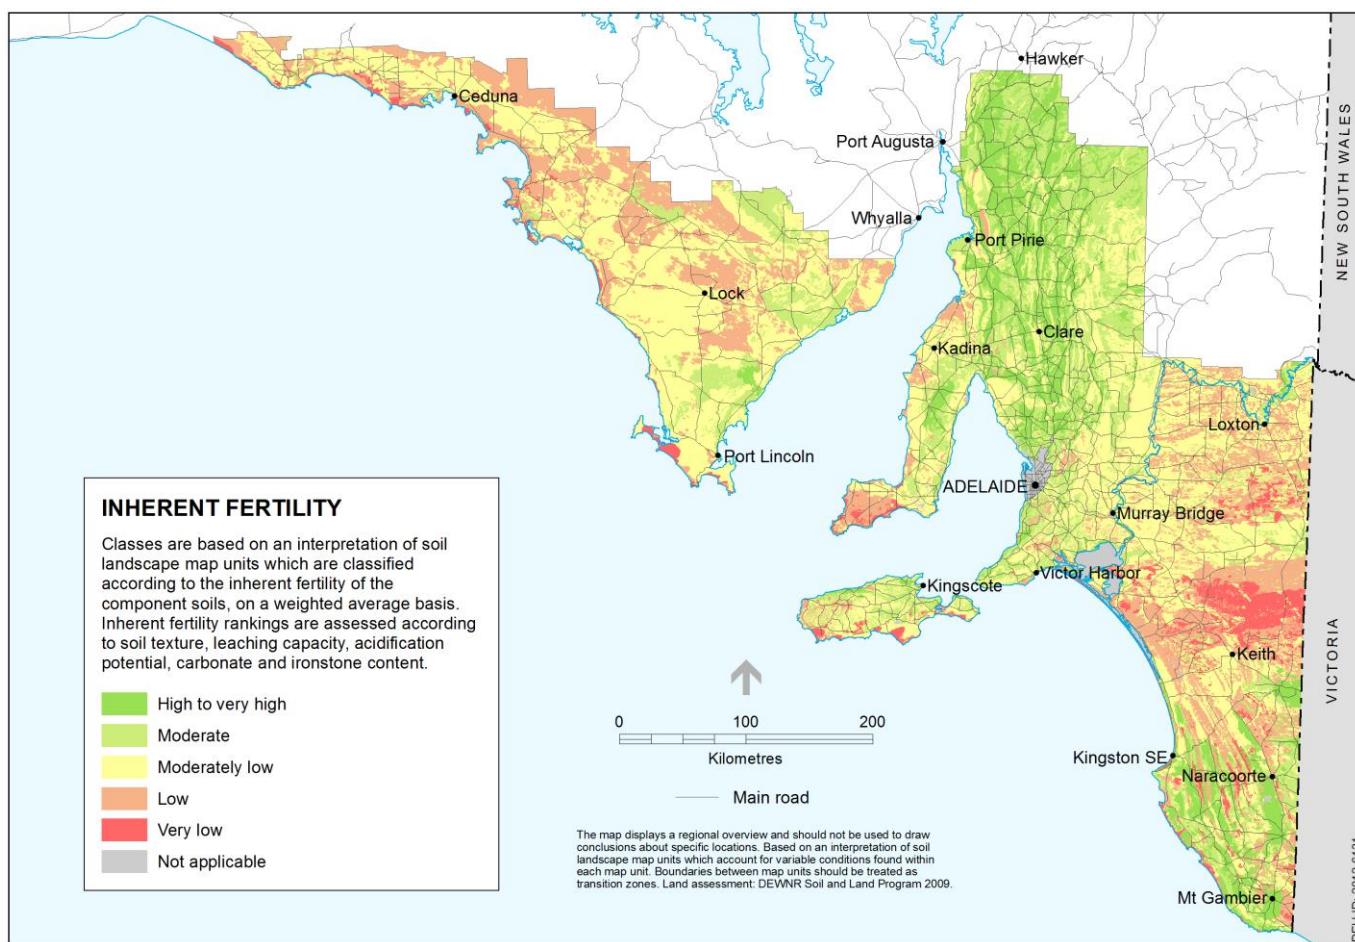 Hawker
Ceduna
Port Augusta
Whyalla
Port Pirie
Lock
Clare
Kadina
Loxton
Port Lincoln
ADELAIDE
Murray Bridge
Victor Harbor
Kingscote
Keith
Kingston SE
Naracoorte
Mt Gambier
NEW SOUTH WALES
VICTORIA
INHERENT FERTILITY
Classes are based on an interpretation of soil
landscape map units which are classified
according to the inherent fertility of the
component soils, on a weighted average basis.
Inherent fertility rankings are assessed according
to soil texture, leaching capacity, acidification
potential, carbonate and ironstone content.
High to very high
Moderate
Moderately low
Low
Very low
Not applicable
0 100 200
Kilometres
Main road
The map displays a regional overview and should not be used to draw
conclusions about specific locations. Based on an interpretation of soil
landscape map units which account for variable conditions found within
each map unit. Boundaries between map units should be treated as
transition zones. Land assessment: DEWNR Soil and Land Program 2009.